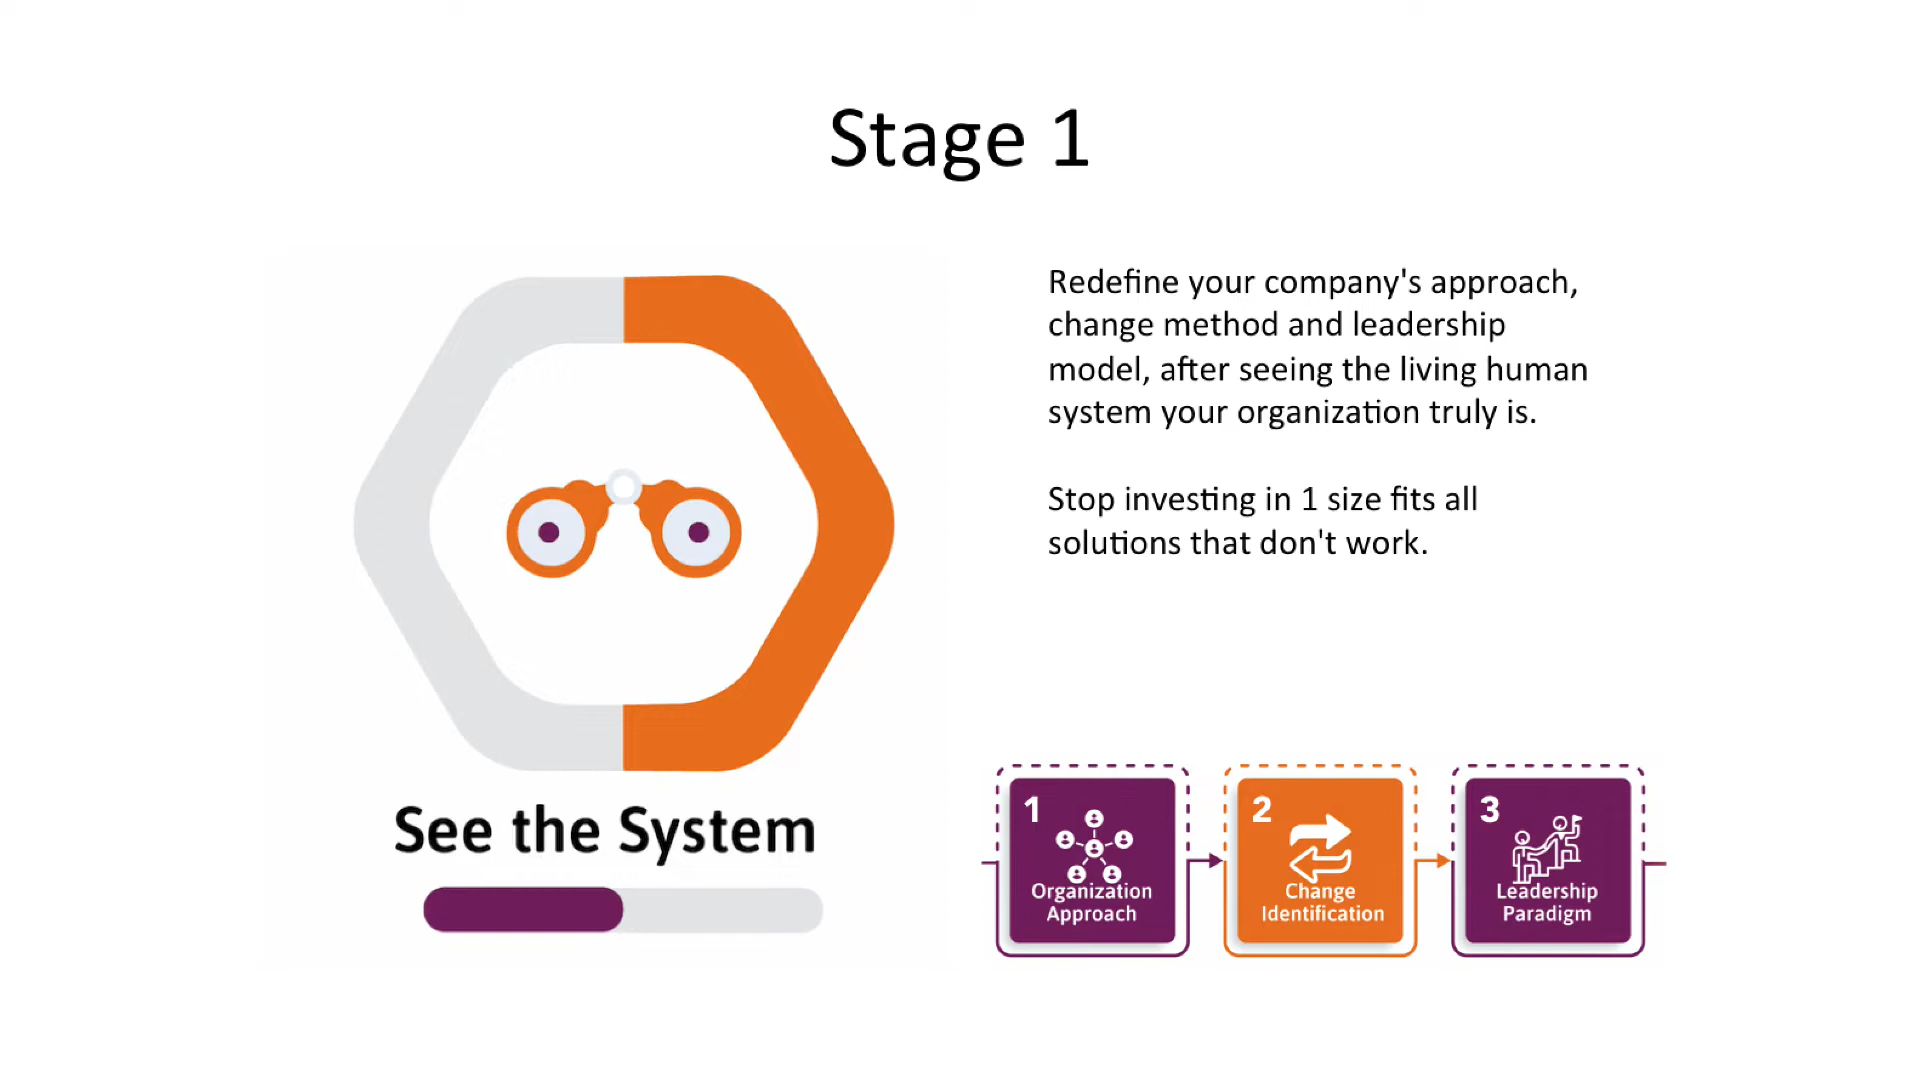 Stage 1
Redefine your company's approach,
change method and leadership
model, after seeing the living human
system your organization truly is.
Stop investing in 1 size fits all
solutions that don't work.
See the System
1
Organization
Approach
2
Change
Identification
3
Leadership
Paradigm